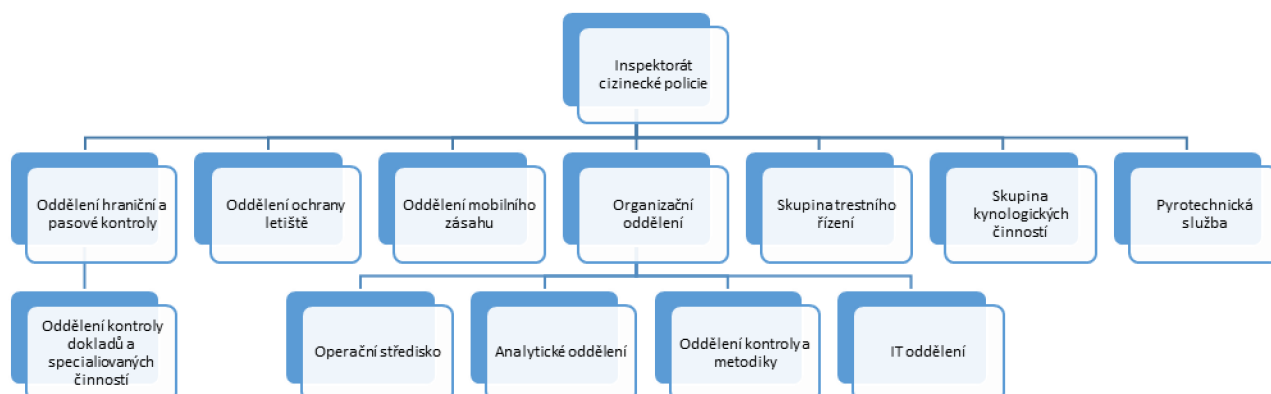 Inspektorát
cizinecké policie
Oddělení hraniční a
pasové kontroly
Oddělení ochrany
letiště
Oddělení mobilního
zásahu
Organizační
oddělení
Skupina trestního
řízení
Skupina
kynologických
činností
Pyrotechnická
služba
Oddělení kontroly
dokladů a
specialiovaných
činností
Operační středisko
Analytické oddělení
Oddělení kontroly a
metodiky
IT oddělení